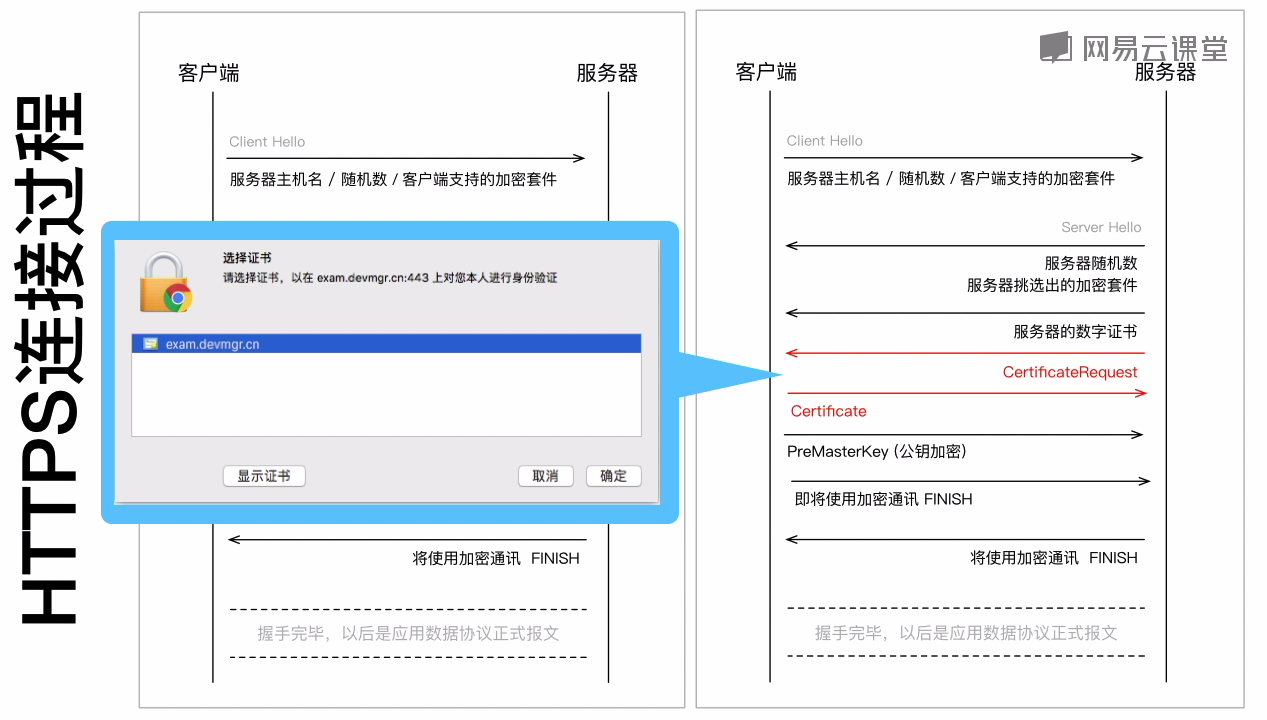 HTTPS连接过程
客户端
服务器
Client Hello
服务器主机名 / 随机数 / 客户端支持的加密套件
选择证书
请选择证书，以在 exam.devmgr.cn:443 上对您本人进行身份验证
exam.devmgr.cn
显示证书
取消
确定
将使用加密通讯 FINISH
握手完毕，以后是应用数据协议正式报文
网易云课堂
客户端
服务器
Client Hello
服务器主机名 / 随机数 / 客户端支持的加密套件
Server Hello
服务器随机数
服务器挑选出的加密套件
服务器的数字证书
CertificateRequest
Certificate
PreMasterKey (公钥加密)
即将使用加密通讯 FINISH
将使用加密通讯 FINISH
握手完毕，以后是应用数据协议正式报文